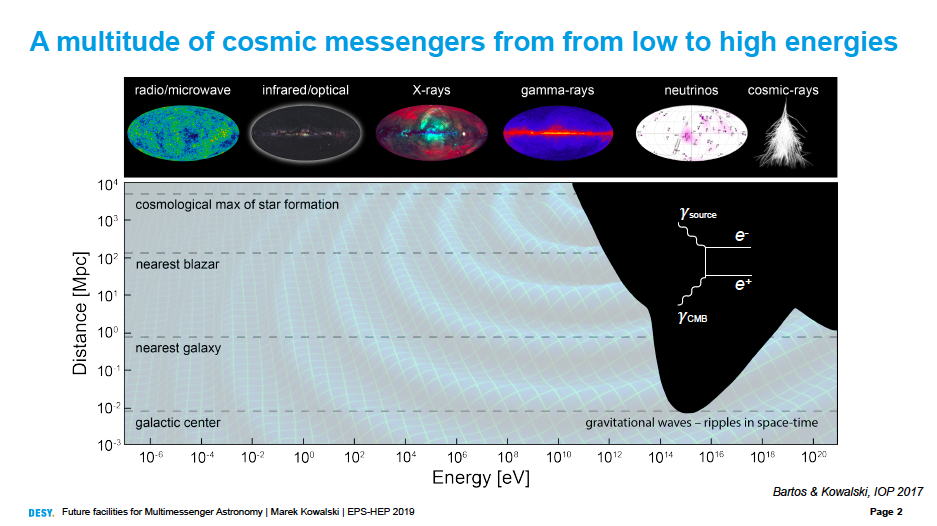 A multitude of cosmic messengers from from low to high energies
radio/microwave infrared/optical X-rays gamma-rays neutrinos cosmic-rays
10⁴
cosmological max of star formation
10³
10²
nearest blazar
10¹
10⁰
nearest galaxy
10⁻¹
10⁻²
galactic center
10⁻³
Distance [Mpc]
γsource
e⁻
e⁺
γCMB
gravitational waves – ripples in space-time
10⁻⁶ 10⁻⁴ 10⁻² 10⁰ 10² 10⁴ 10⁶ 10⁸ 10¹⁰ 10¹² 10¹⁴ 10¹⁶ 10¹⁸ 10²⁰
Energy [eV]
Bartos & Kowalski, IOP 2017
DESY. Future facilities for Multimessenger Astronomy | Marek Kowalski | EPS-HEP 2019 Page 2